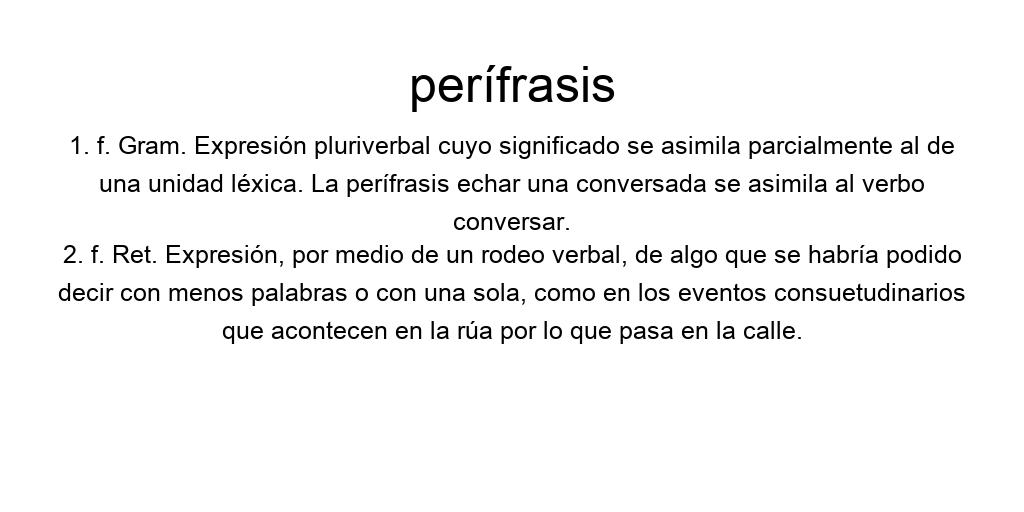 perífrasis
1. f. Gram. Expresión pluriverbal cuyo significado se asimila parcialmente al de
una unidad léxica. La perífrasis echar una conversada se asimila al verbo
conversar.
2. f. Ret. Expresión, por medio de un rodeo verbal, de algo que se habría podido
decir con menos palabras o con una sola, como en los eventos consuetudinarios
que acontecen en la rúa por lo que pasa en la calle.